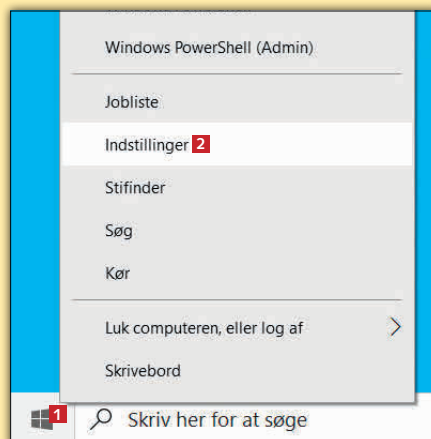 Windows PowerShell (Admin)
Jobliste
Indstillinger 2
Stifinder
Søg
Kør
Luk computeren, eller log af
Skrivebord
1 Skriv her for at søge